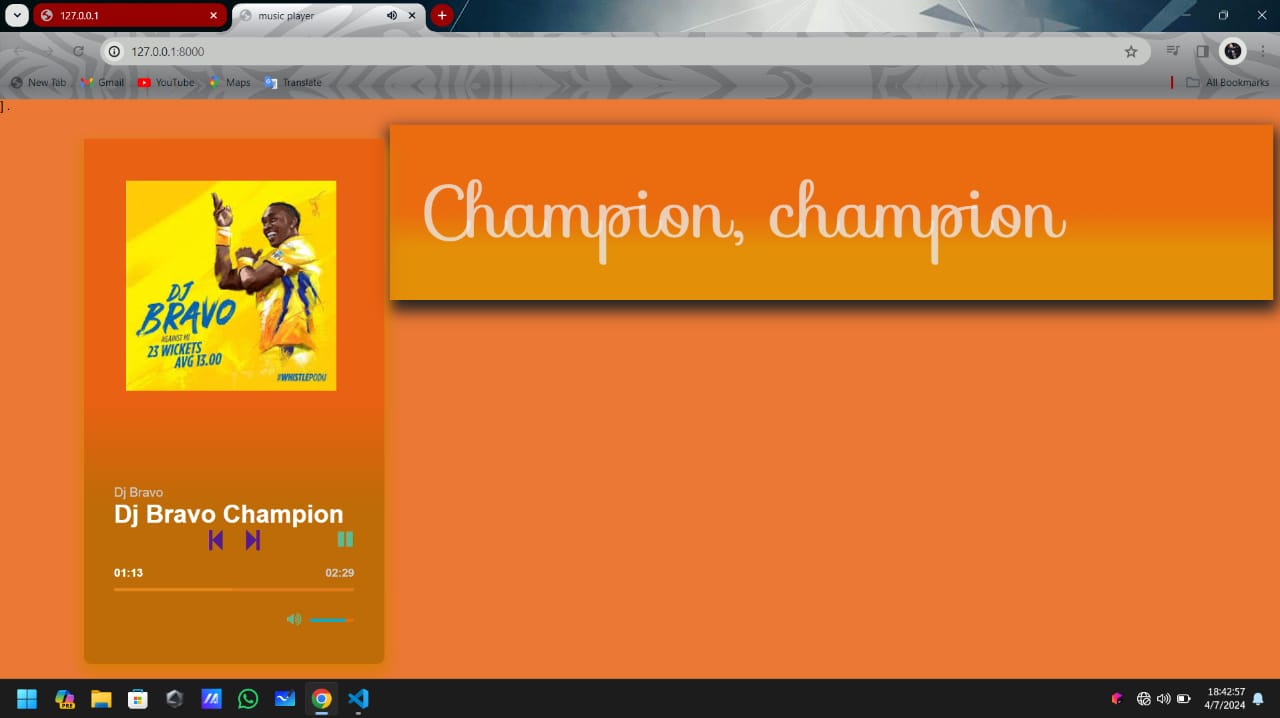 127.0.0.1
music player
127.0.0.1:8000
New Tab
Gmail
YouTube
Maps
Translate
All Bookmarks
] .
Champion, champion
DJ
BRAVO
AGAINST MI
23 WICKETS
AVG 13.00
#WHISTLEPODU
Dj Bravo
Dj Bravo Champion
01:13
02:29
PRE
18:42:57
4/7/2024